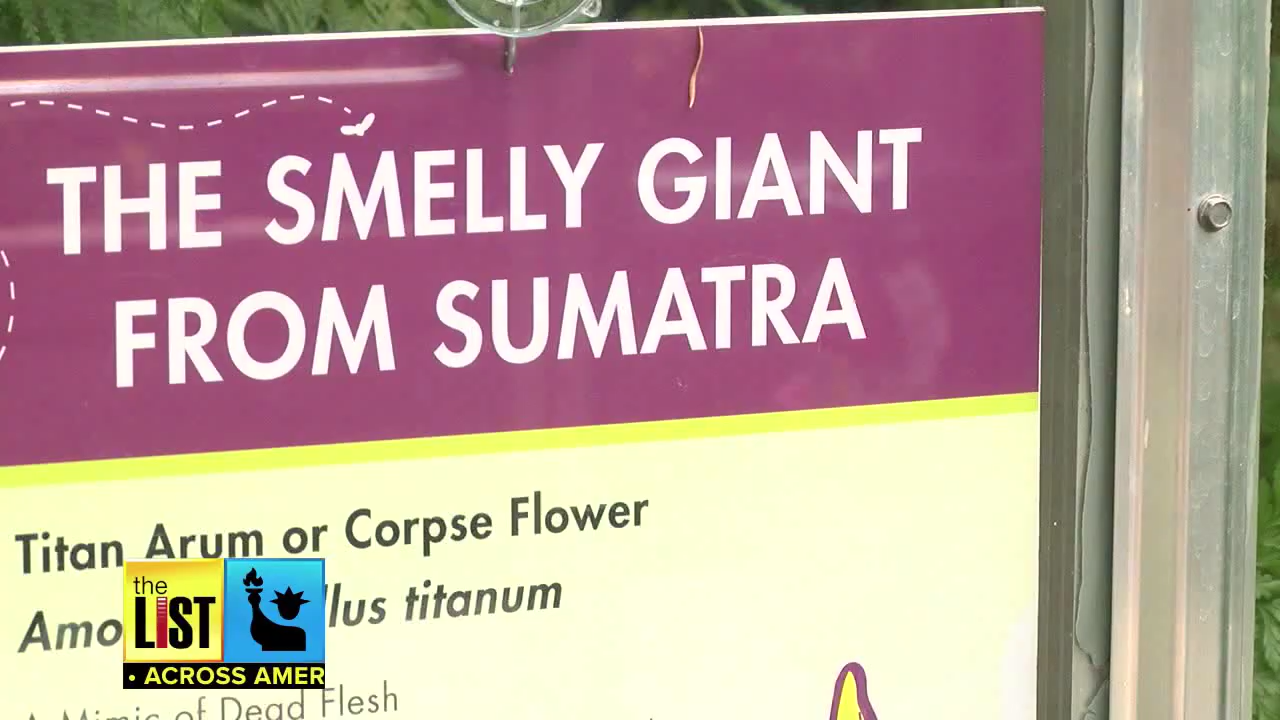 THE SMELLY GIANT
FROM SUMATRA
Titan Arum or Corpse Flower
Amo llus titanum
A Mimic of Dead Flesh
the
LIST
• ACROSS AMER